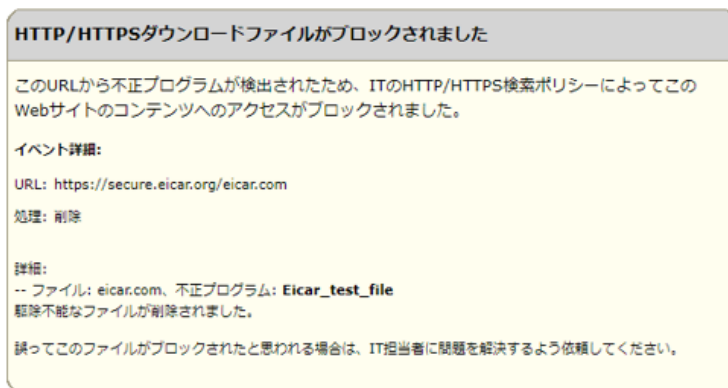 HTTP/HTTPSダウンロードファイルがブロックされました
このURLから不正プログラムが検出されたため、ITのHTTP/HTTPS検索ポリシーによってこの
Webサイトのコンテンツへのアクセスがブロックされました。
イベント詳細:
URL: https://secure.eicar.org/eicar.com
処理: 削除
詳細:
-- ファイル: eicar.com、不正プログラム: Eicar_test_file
駆除不能なファイルが削除されました。
誤ってこのファイルがブロックされたと思われる場合は、IT担当者に問題を解決するよう依頼してください。